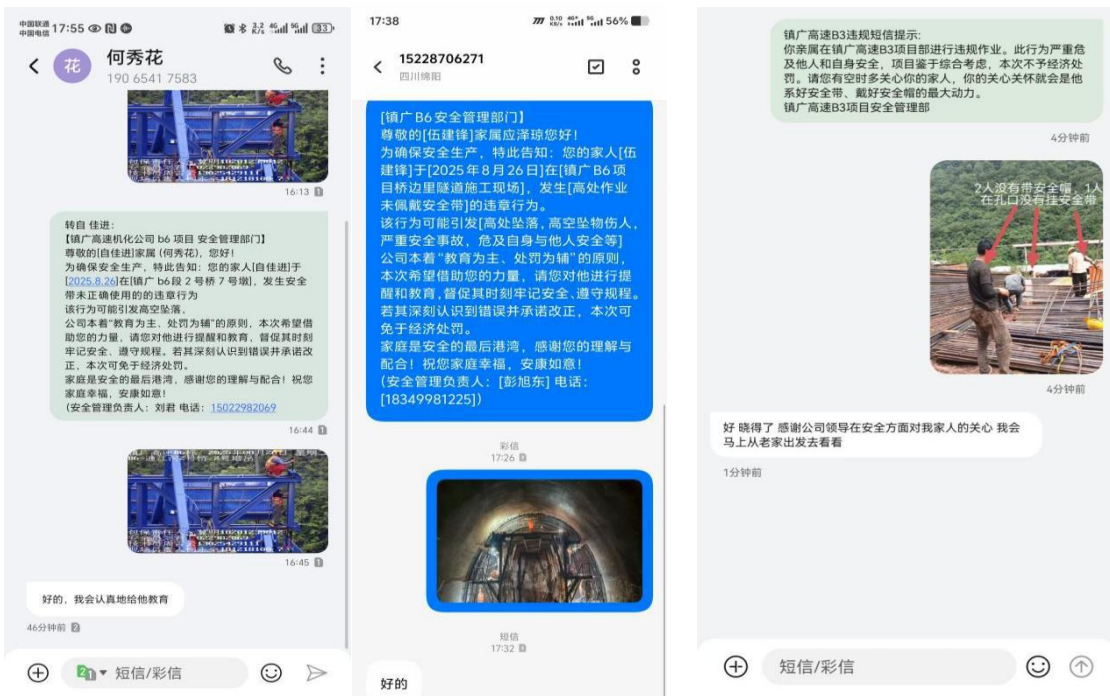 中国联通
中国电信
17:55
3.2
K/s
4G
5G
33
花
何秀花
190 6541 7583
16:13
转自 佳进：
【镇广高速机化公司 b6 项目 安全管理部门】
尊敬的[自佳进]家属 (何秀花)，您好！
为确保安全生产，特此告知：您的家人[自佳进]于
[2025.8.26]在[镇广 b6段 2 号桥 7 号墩]，发生安全
带未正确使用的的违章行为
该行为可能引发高空坠落，
公司本着“教育为主、处罚为辅”的原则，本次希望借
助您的力量，请您对他进行提醒和教育，督促其时刻
牢记安全、遵守规程。若其深刻认识到错误并承诺改
正，本次可免于经济处罚。
家庭是安全的最后港湾，感谢您的理解与配合！祝您
家庭幸福，安康如意！
(安全管理负责人：刘君 电话：15022982069
16:44
16:45
好的，我会认真地给他教育
46分钟前
短信/彩信
17:38
0.10
KB/s
4G
5G
56%
15228706271
四川绵阳
[镇广 B6 安全管理部门】
尊敬的[伍建锋]家属应泽琼您好！
为确保安全生产，特此告知：您的家人[伍
建锋]于[2025 年 8 月 26 日]在[镇广 B6 项
目桥边里隧道施工现场]，发生[高处作业
未佩戴安全带]的违章行为。
该行为可能引发[高处坠落，高空坠物伤人，
严重安全事故，危及自身与他人安全等]
公司本着“教育为主、处罚为辅”的原则，
本次希望借助您的力量，请您对他进行提
醒和教育，督促其时刻牢记安全、遵守规程。
若其深刻认识到错误并承诺改正，本次可
免于经济处罚。
家庭是安全的最后港湾，感谢您的理解与
配合！祝您家庭幸福，安康如意！
(安全管理负责人：[彭旭东] 电话：
[18349981225])
彩信
17:26
短信
17:32
好的
镇广高速B3违规短信提示：
你亲属在镇广高速B3项目部进行违规作业。此行为严重危
及他人和自身安全，项目鉴于综合考虑，本次不予经济处
罚。请您有空时多关心你的家人，你的关心关怀就会是他
系好安全带、戴好安全帽的最大动力。
镇广高速B3项目安全管理部
4分钟前
2人没有带安全帽，1人
在孔口没有挂安全带
4分钟前
好 晓得了 感谢公司领导在安全方面对我家人的关心 我会
马上从老家出发去看看
1分钟前
短信/彩信